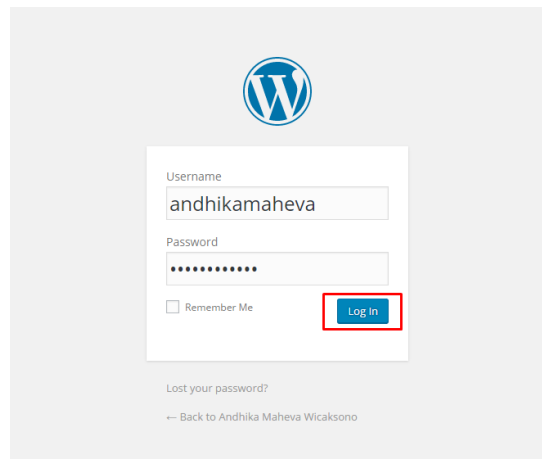 Username
andhikamaheva
Password
••••••••••••
Remember Me
Log In
Lost your password?
← Back to Andhika Maheva Wicaksono